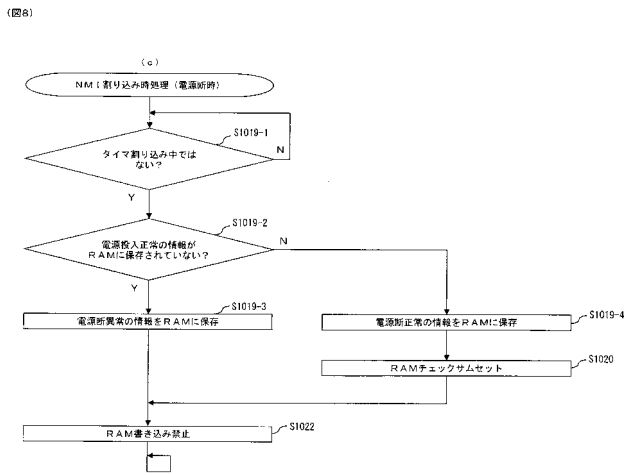 (図8)
(c)
NMI割り込み時処理(電源断時)
S1019-1
タイマ割り込み中では
ない?
N
Y
S1019-2
電源投入正常の情報が
RAMに保存されていない?
N
Y
S1019-3
電源断異常の情報をRAMに保存
S1019-4
電源断正常の情報をRAMに保存
S1020
RAMチェックサムセット
S1022
RAM書き込み禁止